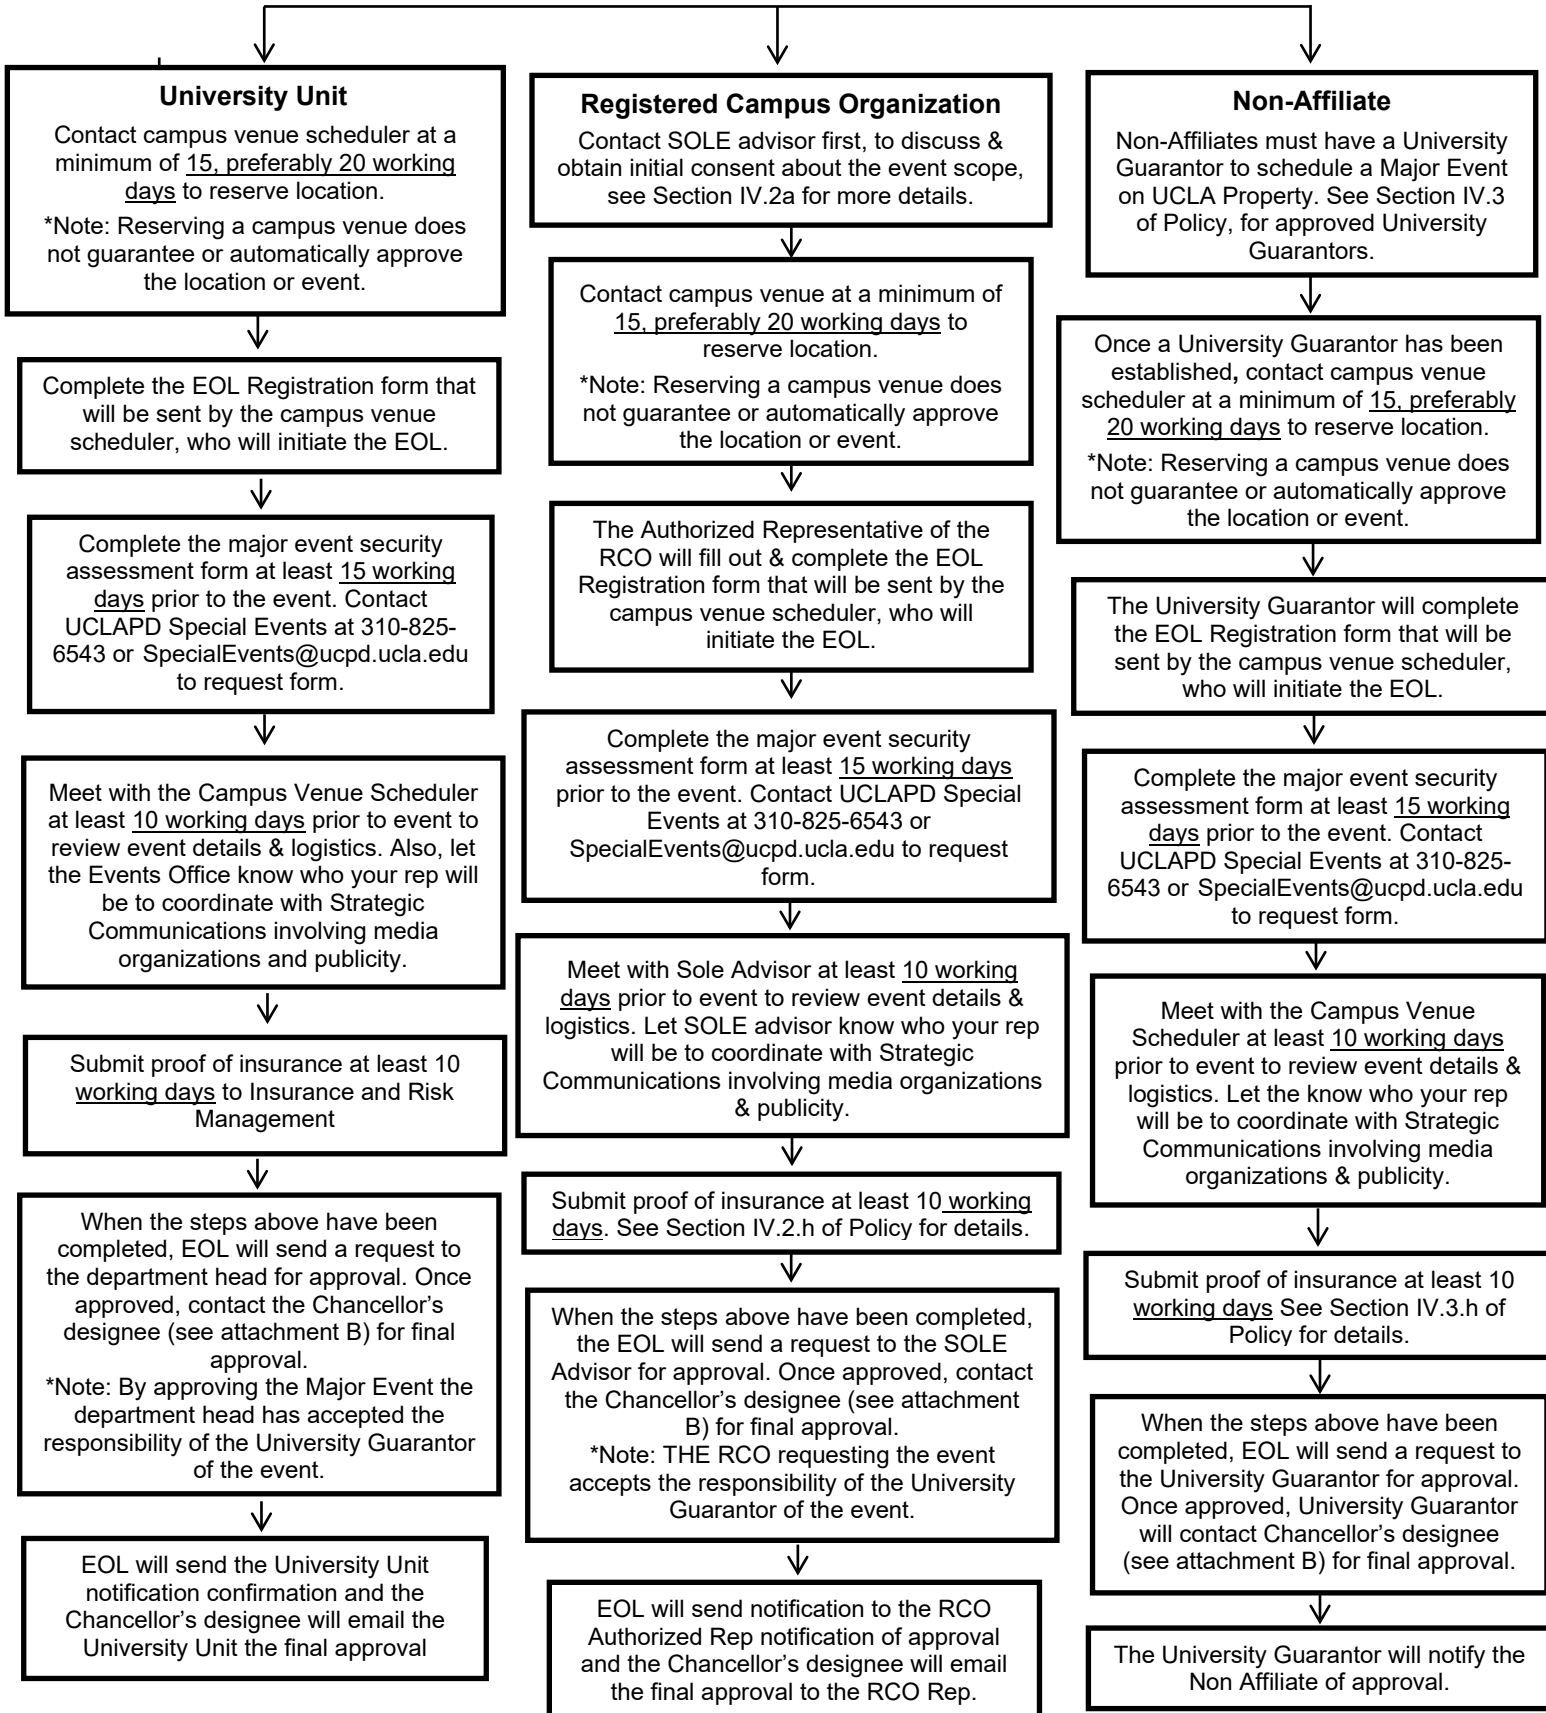 University Unit
Contact campus venue scheduler at a
minimum of 15, preferably 20 working
days to reserve location.
*Note: Reserving a campus venue does
not guarantee or automatically approve
the location or event.
Complete the EOL Registration form that
will be sent by the campus venue
scheduler, who will initiate the EOL.
Complete the major event security
assessment form at least 15 working
days prior to the event. Contact
UCLAPD Special Events at 310-825-
6543 or SpecialEvents@ucpd.ucla.edu
to request form.
Meet with the Campus Venue Scheduler
at least 10 working days prior to event to
review event details & logistics. Also, let
the Events Office know who your rep will
be to coordinate with Strategic
Communications involving media
organizations and publicity.
Submit proof of insurance at least 10
working days to Insurance and Risk
Management
When the steps above have been
completed, EOL will send a request to
the department head for approval. Once
approved, contact the Chancellor's
designee (see attachment B) for final
approval.
*Note: By approving the Major Event the
department head has accepted the
responsibility of the University Guarantor
of the event.
EOL will send the University Unit
notification confirmation and the
Chancellor's designee will email the
University Unit the final approval
Registered Campus Organization
Contact SOLE advisor first, to discuss &
obtain initial consent about the event scope,
see Section IV.2a for more details.
Contact campus venue at a minimum of
15, preferably 20 working days to
reserve location.
*Note: Reserving a campus venue does
not guarantee or automatically approve
the location or event.
The Authorized Representative of the
RCO will fill out & complete the EOL
Registration form that will be sent by the
campus venue scheduler, who will
initiate the EOL.
Complete the major event security
assessment form at least 15 working days
prior to the event. Contact UCLAPD Special
Events at 310-825-6543 or
SpecialEvents@ucpd.ucla.edu to request
form.
Meet with Sole Advisor at least 10 working
days prior to event to review event details &
logistics. Let SOLE advisor know who your rep
will be to coordinate with Strategic
Communications involving media organizations
& publicity.
Submit proof of insurance at least 10 working
days. See Section IV.2.h of Policy for details.
When the steps above have been completed,
the EOL will send a request to the SOLE
Advisor for approval. Once approved, contact
the Chancellor's designee (see attachment
B) for final approval.
*Note: THE RCO requesting the event
accepts the responsibility of the University
Guarantor of the event.
EOL will send notification to the RCO
Authorized Rep notification of approval
and the Chancellor's designee will email
the final approval to the RCO Rep.
Non-Affiliate
Non-Affiliates must have a University
Guarantor to schedule a Major Event
on UCLA Property. See Section IV.3
of Policy, for approved University
Guarantors.
Once a University Guarantor has been
established, contact campus venue
scheduler at a minimum of 15, preferably
20 working days to reserve location.
*Note: Reserving a campus venue does
not guarantee or automatically approve
the location or event.
The University Guarantor will complete
the EOL Registration form that will be
sent by the campus venue scheduler,
who will initiate the EOL.
Complete the major event security
assessment form at least 15 working
days prior to the event. Contact
UCLAPD Special Events at 310-825-
6543 or SpecialEvents@ucpd.ucla.edu
to request form.
Meet with the Campus Venue
Scheduler at least 10 working days
prior to event to review event details &
logistics. Let the know who your rep
will be to coordinate with Strategic
Communications involving media
organizations & publicity.
Submit proof of insurance at least 10
working days See Section IV.3.h of
Policy for details.
When the steps above have been
completed, EOL will send a request to
the University Guarantor for approval.
Once approved, University Guarantor
will contact Chancellor's designee
(see attachment B) for final approval.
The University Guarantor will notify the
Non Affiliate of approval.